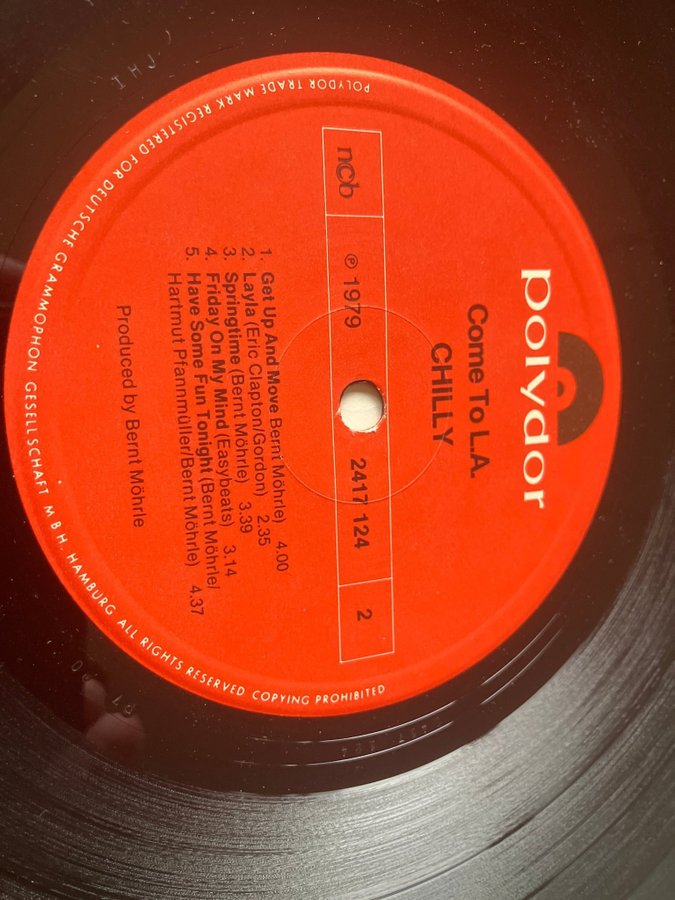 polydor
Come To L.A.
CHILLY
ncb ℗ 1979 2417 124 2
1. Get Up And Move Bernt Möhrle) 4.00
2. Layla (Eric Clapton/Gordon) 2.35
3. Springtime (Bernt Möhrle) 3.39
4. Friday On My Mind (Easybeats) 3.14
5. Have Some Fun Tonight (Bernt Möhrle/
Hartmut Pfannmüller/Bernt Möhrle) 4.37
Produced by Bernt Möhrle
POLYDOR TRADE MARK REGISTERED FOR DEUTSCHE GRAMMOPHON GESELLSCHAFT M.B.H. HAMBURG ALL RIGHTS RESERVED COPYING PROHIBITED